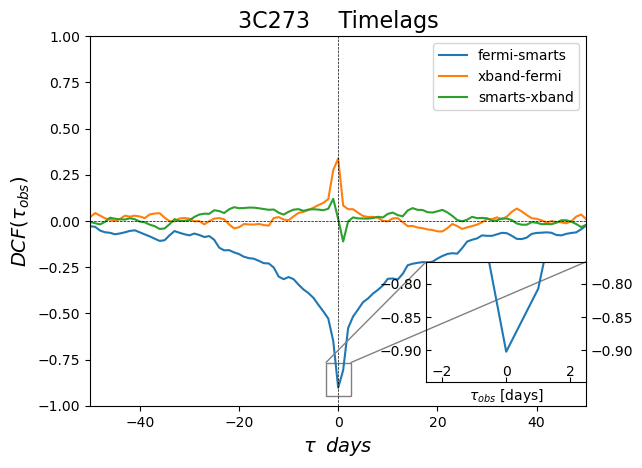 3C273 Timelags
fermi-smarts
xband-fermi
smarts-xband
DCF(τobs)
1.00
0.75
0.50
0.25
0.00
−0.25
−0.50
−0.75
−1.00
−0.80 −0.80
−0.85 −0.85
−0.90 −0.90
−2 0 2
τobs [days]
−40 −20 0 20 40
τ days